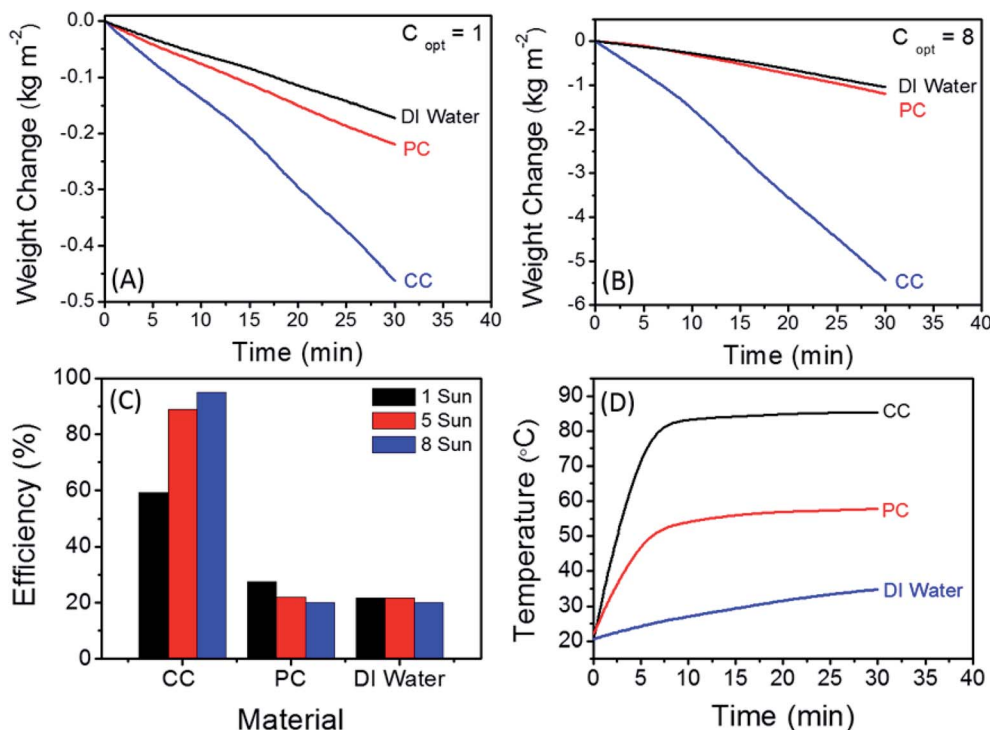 C opt = 1
0.0
-0.1
-0.2
-0.3
-0.4
-0.5
Weight Change (kg m-2)
DI Water
PC
CC
(A)
0 5 10 15 20 25 30 35 40
Time (min)
C opt = 8
0
-1
-2
-3
-4
-5
-6
Weight Change (kg m-2)
DI Water
PC
CC
(B)
0 5 10 15 20 25 30 35 40
Time (min)
(C)
1 Sun
5 Sun
8 Sun
100
80
60
40
20
0
Efficiency (%)
CC PC DI Water
Material
(D)
90
80
70
60
50
40
30
20
Temperature (°C)
CC
PC
DI Water
0 5 10 15 20 25 30 35 40
Time (min)